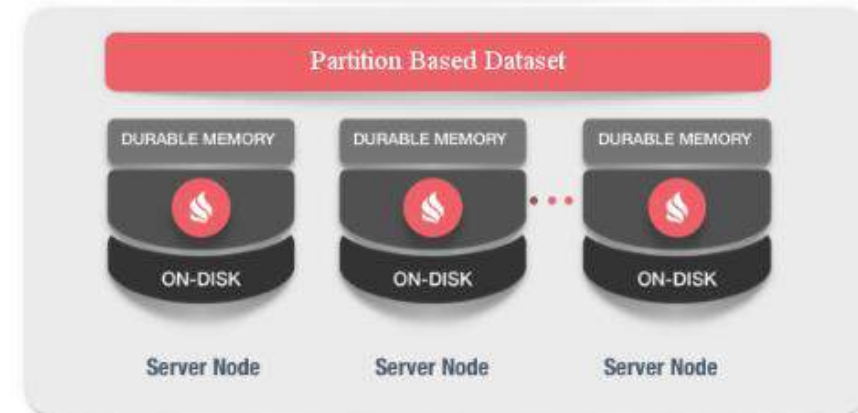 Partition Based Dataset
DURABLE MEMORY
DURABLE MEMORY
DURABLE MEMORY
ON-DISK
ON-DISK
ON-DISK
Server Node
Server Node
Server Node